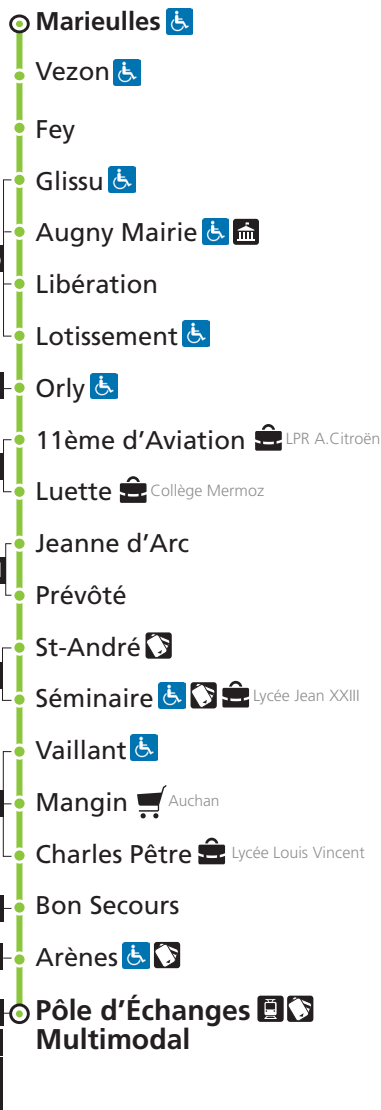 Marieulles
Vezon
Fey
Glissu
Augny Mairie
Libération
Lotissement
Orly
11ème d’Aviation LPR A.Citroën
Luette Collège Mermoz
Jeanne d’Arc
Prévôté
St-André
Séminaire Lycée Jean XXIII
Vaillant
Mangin Auchan
Charles Pêtre Lycée Louis Vincent
Bon Secours
Arènes
Pôle d’Échanges
Multimodal